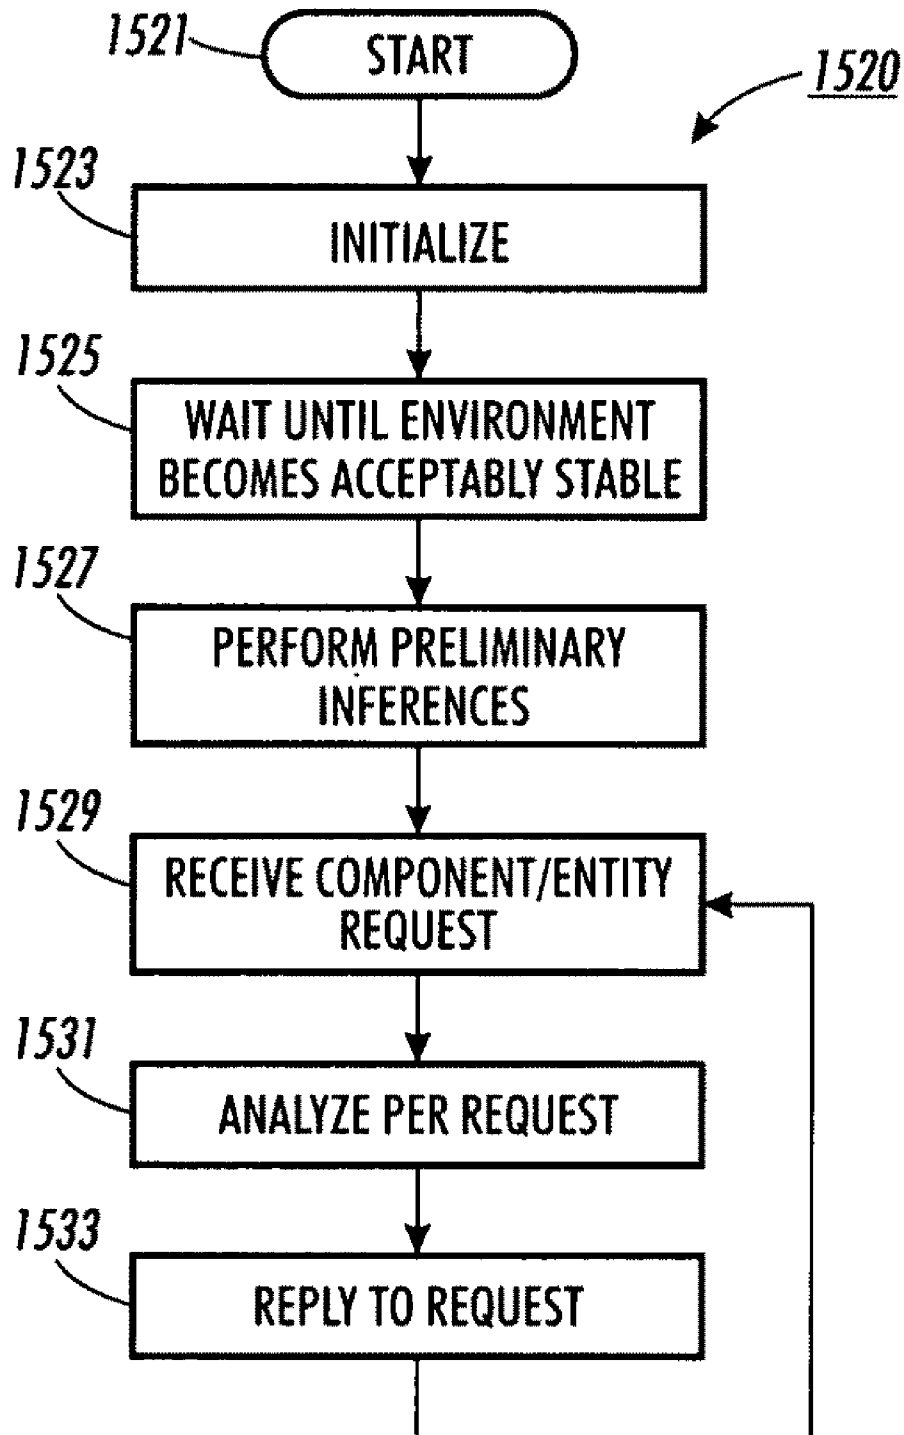 1521
START
1520
1523
INITIALIZE
1525
WAIT UNTIL ENVIRONMENT
BECOMES ACCEPTABLY STABLE
1527
PERFORM PRELIMINARY
INFERENCES
1529
RECEIVE COMPONENT/ENTITY
REQUEST
1531
ANALYZE PER REQUEST
1533
REPLY TO REQUEST